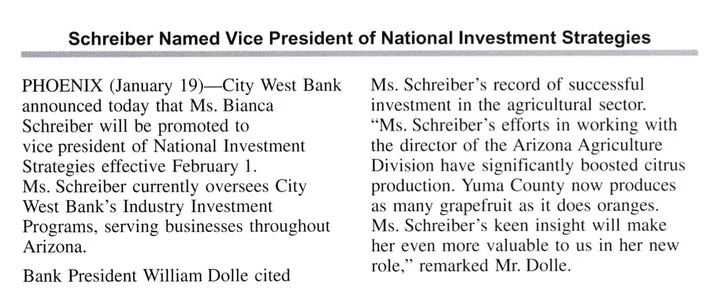 Schreiber Named Vice President of National Investment Strategies
PHOENIX (January 19)—City West Bank
announced today that Ms. Bianca
Schreiber will be promoted to
vice president of National Investment
Strategies effective February 1.
Ms. Schreiber currently oversees City
West Bank's Industry Investment
Programs, serving businesses throughout
Arizona.
Bank President William Dolle cited
Ms. Schreiber's record of successful
investment in the agricultural sector.
“Ms. Schreiber's efforts in working with
the director of the Arizona Agriculture
Division have significantly boosted citrus
production. Yuma County now produces
as many grapefruit as it does oranges.
Ms. Schreiber's keen insight will make
her even more valuable to us in her new
role,” remarked Mr. Dolle.